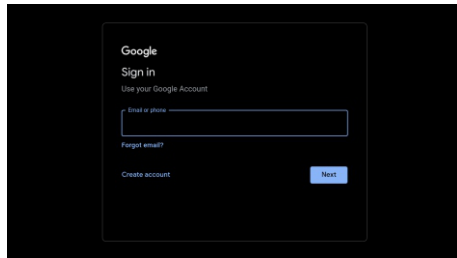 Google
Sign in
Use your Google Account
Email or phone
Forgot email?
Create account
Next